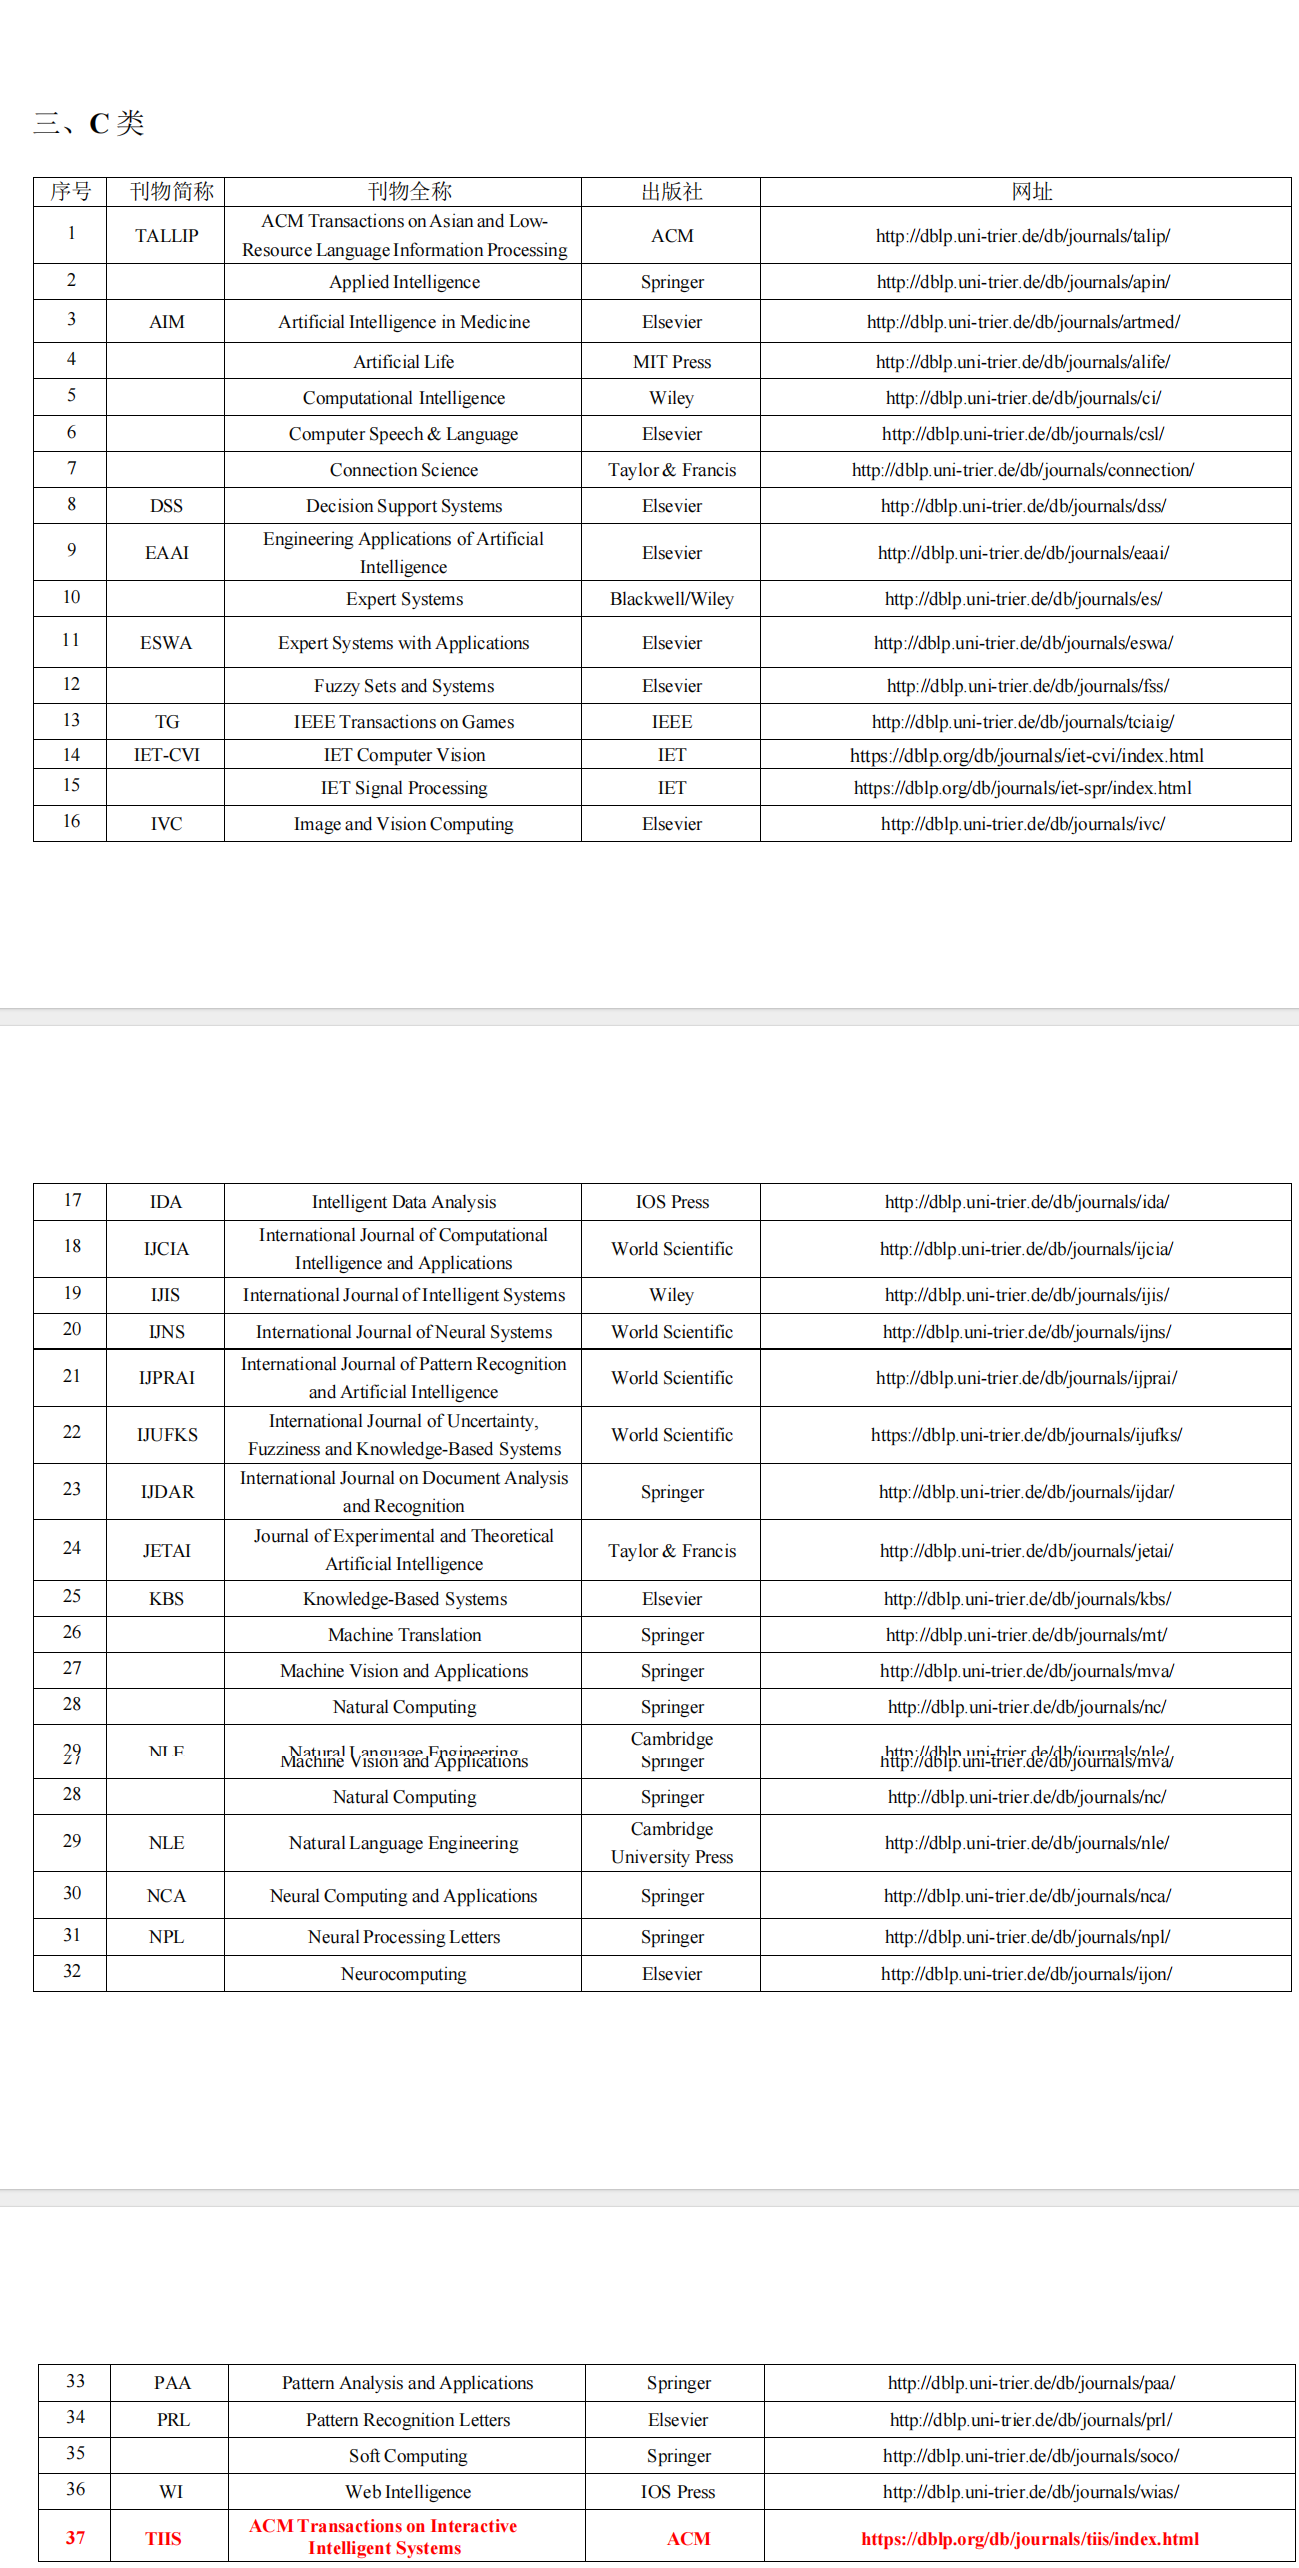 三、C 类
序号 刊物简称 刊物全称 出版社 网址
1 TALLIP ACM Transactions on Asian and Low-
Resource Language Information Processing ACM http://dblp.uni-trier.de/db/journals/talip/
2 Applied Intelligence Springer http://dblp.uni-trier.de/db/journals/apin/
3 AIM Artificial Intelligence in Medicine Elsevier http://dblp.uni-trier.de/db/journals/artmed/
4 Artificial Life MIT Press http://dblp.uni-trier.de/db/journals/alife/
5 Computational Intelligence Wiley http://dblp.uni-trier.de/db/journals/ci/
6 Computer Speech & Language Elsevier http://dblp.uni-trier.de/db/journals/csl/
7 Connection Science Taylor & Francis http://dblp.uni-trier.de/db/journals/connection/
8 DSS Decision Support Systems Elsevier http://dblp.uni-trier.de/db/journals/dss/
9 EAAI Engineering Applications of Artificial
Intelligence Elsevier http://dblp.uni-trier.de/db/journals/eaai/
10 Expert Systems Blackwell/Wiley http://dblp.uni-trier.de/db/journals/es/
11 ESWA Expert Systems with Applications Elsevier http://dblp.uni-trier.de/db/journals/eswa/
12 Fuzzy Sets and Systems Elsevier http://dblp.uni-trier.de/db/journals/fss/
13 TG IEEE Transactions on Games IEEE http://dblp.uni-trier.de/db/journals/tciaig/
14 IET-CVI IET Computer Vision IET https://dblp.org/db/journals/iet-cvi/index.html
15 IET Signal Processing IET https://dblp.org/db/journals/iet-spr/index.html
16 IVC Image and Vision Computing Elsevier http://dblp.uni-trier.de/db/journals/ivc/
17 IDA Intelligent Data Analysis IOS Press http://dblp.uni-trier.de/db/journals/ida/
18 IJCIA International Journal of Computational
Intelligence and Applications World Scientific http://dblp.uni-trier.de/db/journals/ijcia/
19 IJIS International Journal of Intelligent Systems Wiley http://dblp.uni-trier.de/db/journals/ijis/
20 IJNS International Journal of Neural Systems World Scientific http://dblp.uni-trier.de/db/journals/ijns/
21 IJPRAI International Journal of Pattern Recognition
and Artificial Intelligence World Scientific http://dblp.uni-trier.de/db/journals/ijprai/
22 IJUFKS International Journal of Uncertainty,
Fuzziness and Knowledge-Based Systems World Scientific https://dblp.uni-trier.de/db/journals/ijufks/
23 IJDAR International Journal on Document Analysis
and Recognition Springer http://dblp.uni-trier.de/db/journals/ijdar/
24 JETAI Journal of Experimental and Theoretical
Artificial Intelligence Taylor & Francis http://dblp.uni-trier.de/db/journals/jetai/
25 KBS Knowledge-Based Systems Elsevier http://dblp.uni-trier.de/db/journals/kbs/
26 Machine Translation Springer http://dblp.uni-trier.de/db/journals/mt/
27 Machine Vision and Applications Springer http://dblp.uni-trier.de/db/journals/mva/
28 Natural Computing Springer http://dblp.uni-trier.de/db/journals/nc/
29 NLE Natural Language Engineering Cambridge http://dblp.uni-trier.de/db/journals/nle/
27 Machine Vision and Applications Springer http://dblp.uni-trier.de/db/journals/mva/
28 Natural Computing Springer http://dblp.uni-trier.de/db/journals/nc/
29 NLE Natural Language Engineering Cambridge
University Press http://dblp.uni-trier.de/db/journals/nle/
30 NCA Neural Computing and Applications Springer http://dblp.uni-trier.de/db/journals/nca/
31 NPL Neural Processing Letters Springer http://dblp.uni-trier.de/db/journals/npl/
32 Neurocomputing Elsevier http://dblp.uni-trier.de/db/journals/ijon/
33 PAA Pattern Analysis and Applications Springer http://dblp.uni-trier.de/db/journals/paa/
34 PRL Pattern Recognition Letters Elsevier http://dblp.uni-trier.de/db/journals/prl/
35 Soft Computing Springer http://dblp.uni-trier.de/db/journals/soco/
36 WI Web Intelligence IOS Press http://dblp.uni-trier.de/db/journals/wias/
37 TIIS ACM Transactions on Interactive
Intelligent Systems ACM https://dblp.org/db/journals/tiis/index.html